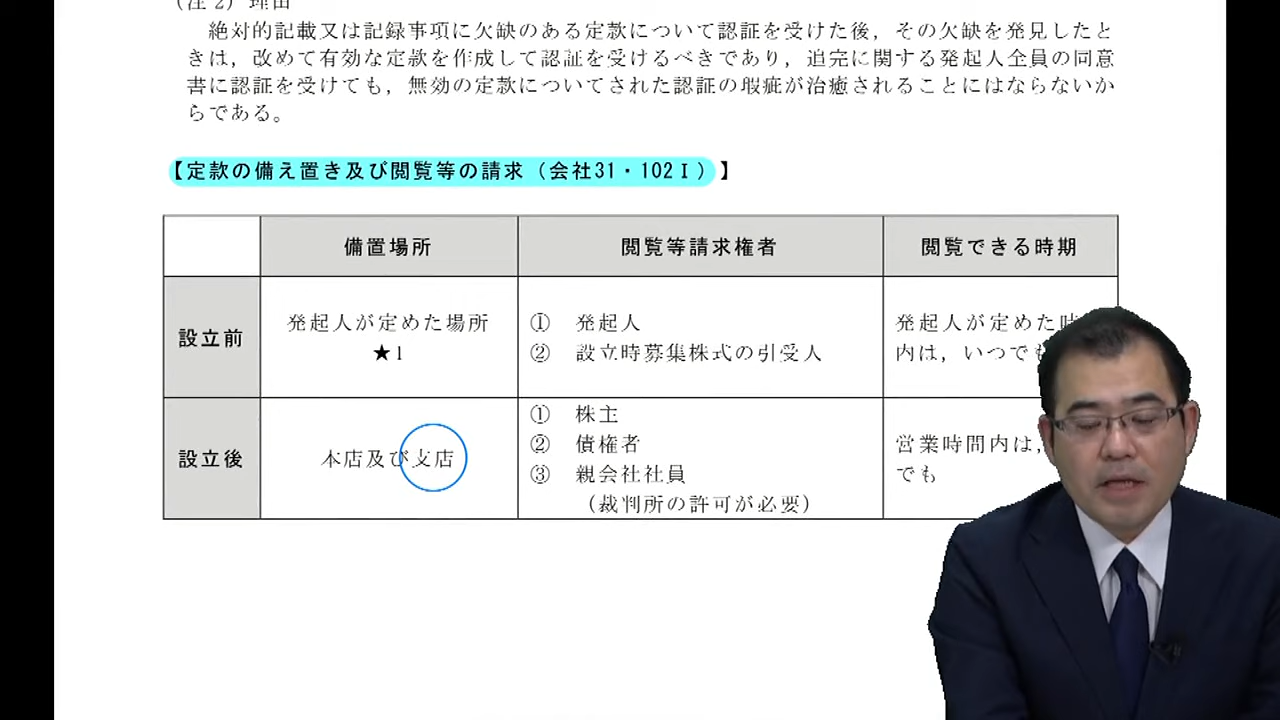 （注２）理由
絶対的記載又は記録事項に欠缺のある定款について認証を受けた後，その欠缺を発見したと
きは，改めて有効な定款を作成して認証を受けるべきであり，追完に関する発起人全員の同意
書に認証を受けても，無効の定款についてされた認証の瑕疵が治癒されることにはならないか
らである。
【定款の備え置き及び閲覧等の請求（会社31・102Ⅰ）】
備置場所 閲覧等請求権者 閲覧できる時期
設立前
発起人が定めた場所
★1
① 発起人
② 設立時募集株式の引受人
発起人が定めた
内は，いつでも
設立後
本店及び支店
① 株主
② 債権者
③ 親会社社員
（裁判所の許可が必要）
営業時間内は，
でも